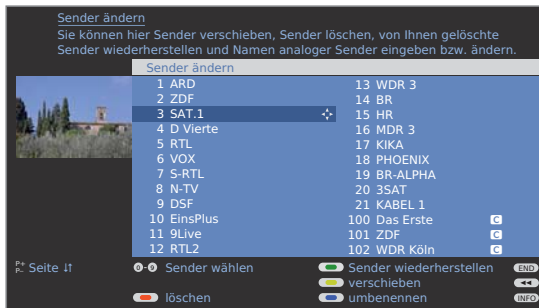 Sender ändern
Sie können hier Sender verschieben, Sender löschen, von Ihnen gelöschte
Sender wiederherstellen und Namen analoger Sender eingeben bzw. ändern.
Sender ändern
1 ARD
2 ZDF
3 SAT.1
4 D Vierte
5 RTL
6 VOX
7 S-RTL
8 N-TV
9 DSF
10 EinsPlus
11 9Live
12 RTL2
13 WDR 3
14 BR
15 HR
16 MDR 3
17 KIKA
18 PHOENIX
19 BR-ALPHA
20 3SAT
21 KABEL 1
100 Das Erste C
101 ZDF C
102 WDR Köln C
P+ P- Seite
0-9 Sender wählen
löschen
Sender wiederherstellen
verschieben
umbenennen
END
INFO